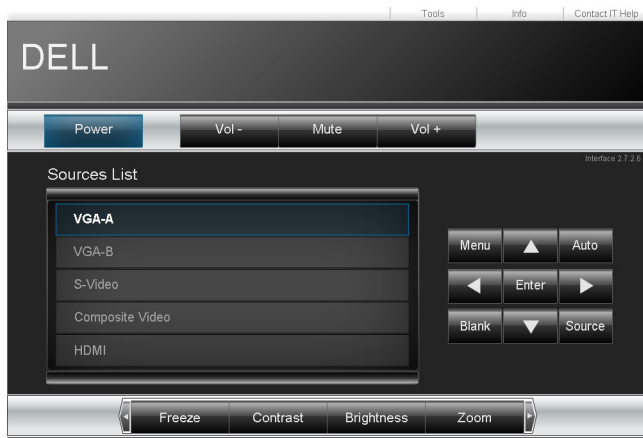 Tools Info Contact IT Help
DELL
Power Vol - Mute Vol +
Interface 2.7.2.6
Sources List
VGA-A
VGA-B
S-Video
Composite Video
HDMI
Menu Auto
Enter
Blank Source
Freeze Contrast Brightness Zoom